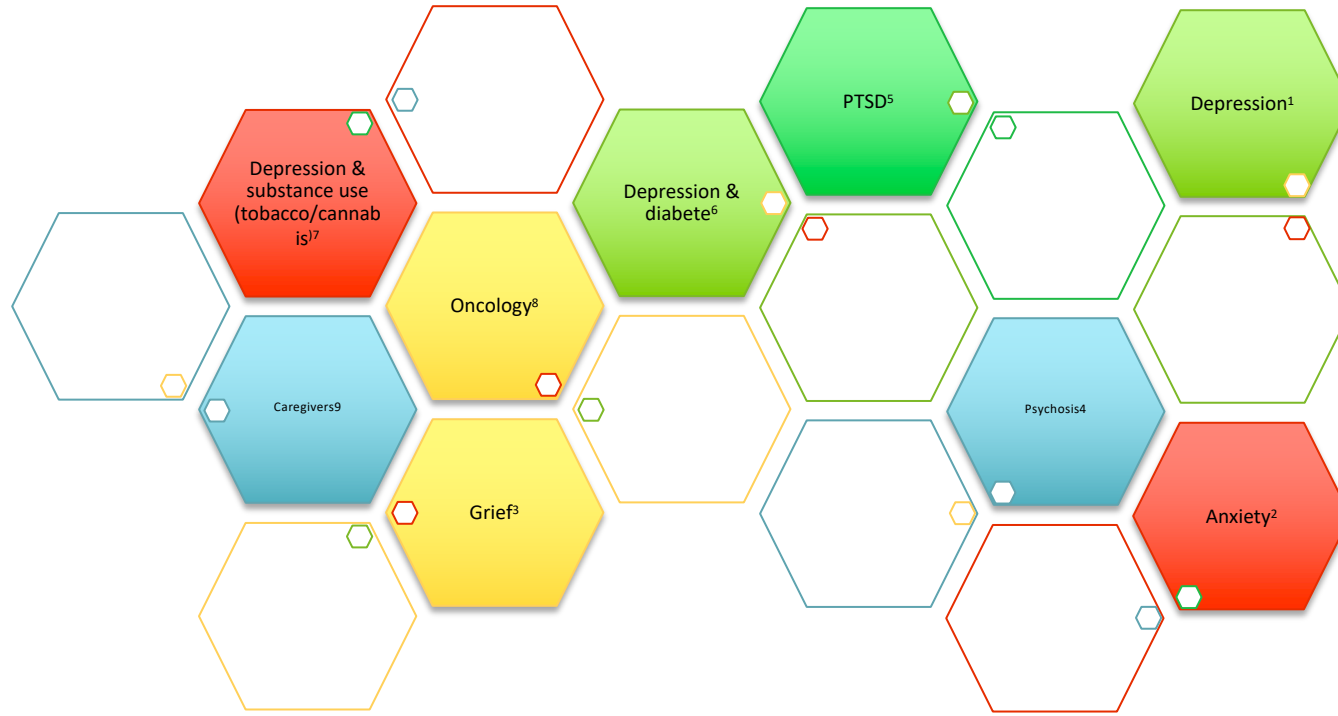 PTSD⁵
Depression¹
Depression &
substance use
(tobacco/cannab
is)⁷
Depression &
diabete⁶
Oncology⁸
Caregivers9
Psychosis4
Grief³
Anxiety²